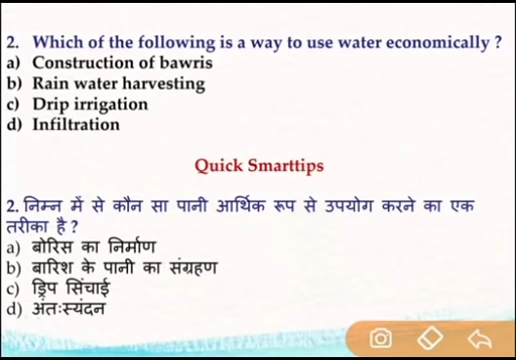 2. Which of the following is a way to use water economically ?
a) Construction of bawris
b) Rain water harvesting
c) Drip irrigation
d) Infiltration
Quick Smarttips
2. निम्न में से कौन सा पानी आर्थिक रूप से उपयोग करने का एक
तरीका है ?
a) बोरिस का निर्माण
b) बारिश के पानी का संग्रहण
c) ड्रिप सिंचाई
d) अंतःस्यंदन